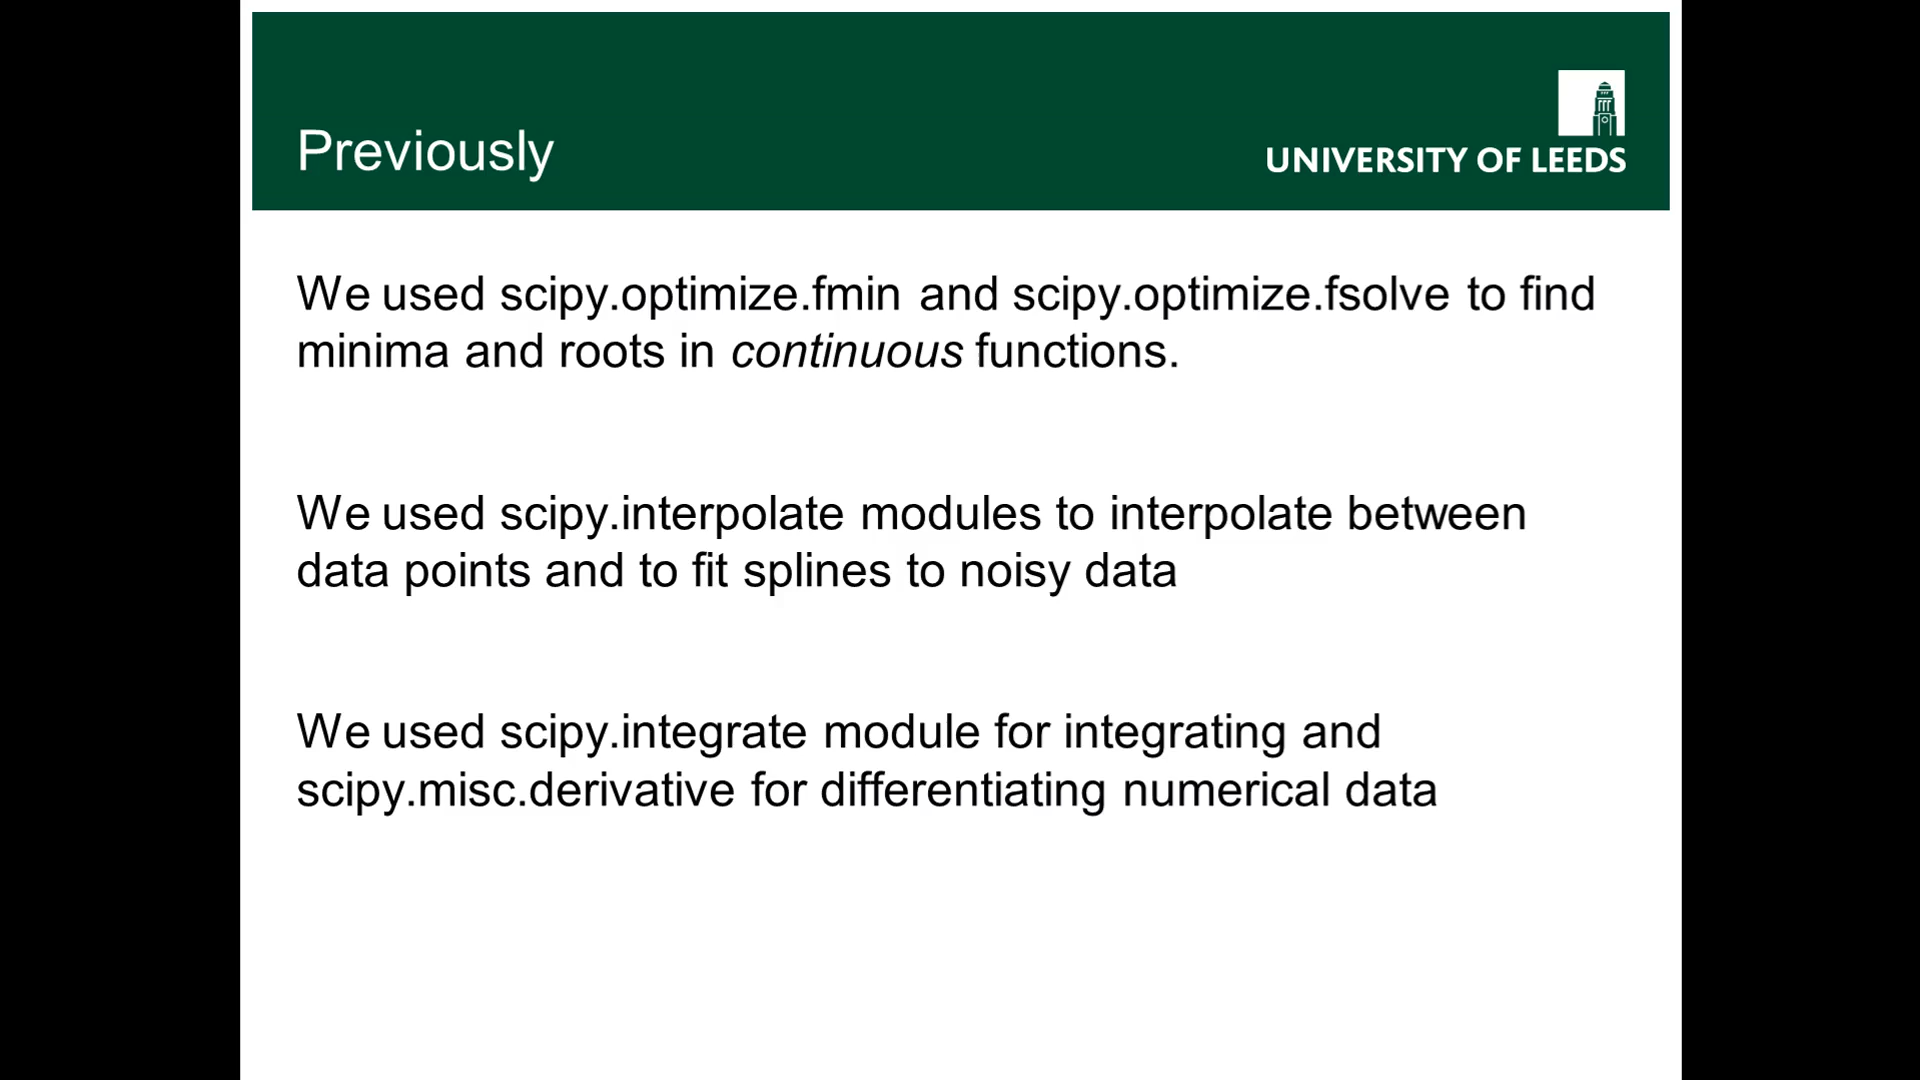 Previously
UNIVERSITY OF LEEDS
We used scipy.optimize.fmin and scipy.optimize.fsolve to find
minima and roots in continuous functions.
We used scipy.interpolate modules to interpolate between
data points and to fit splines to noisy data
We used scipy.integrate module for integrating and
scipy.misc.derivative for differentiating numerical data